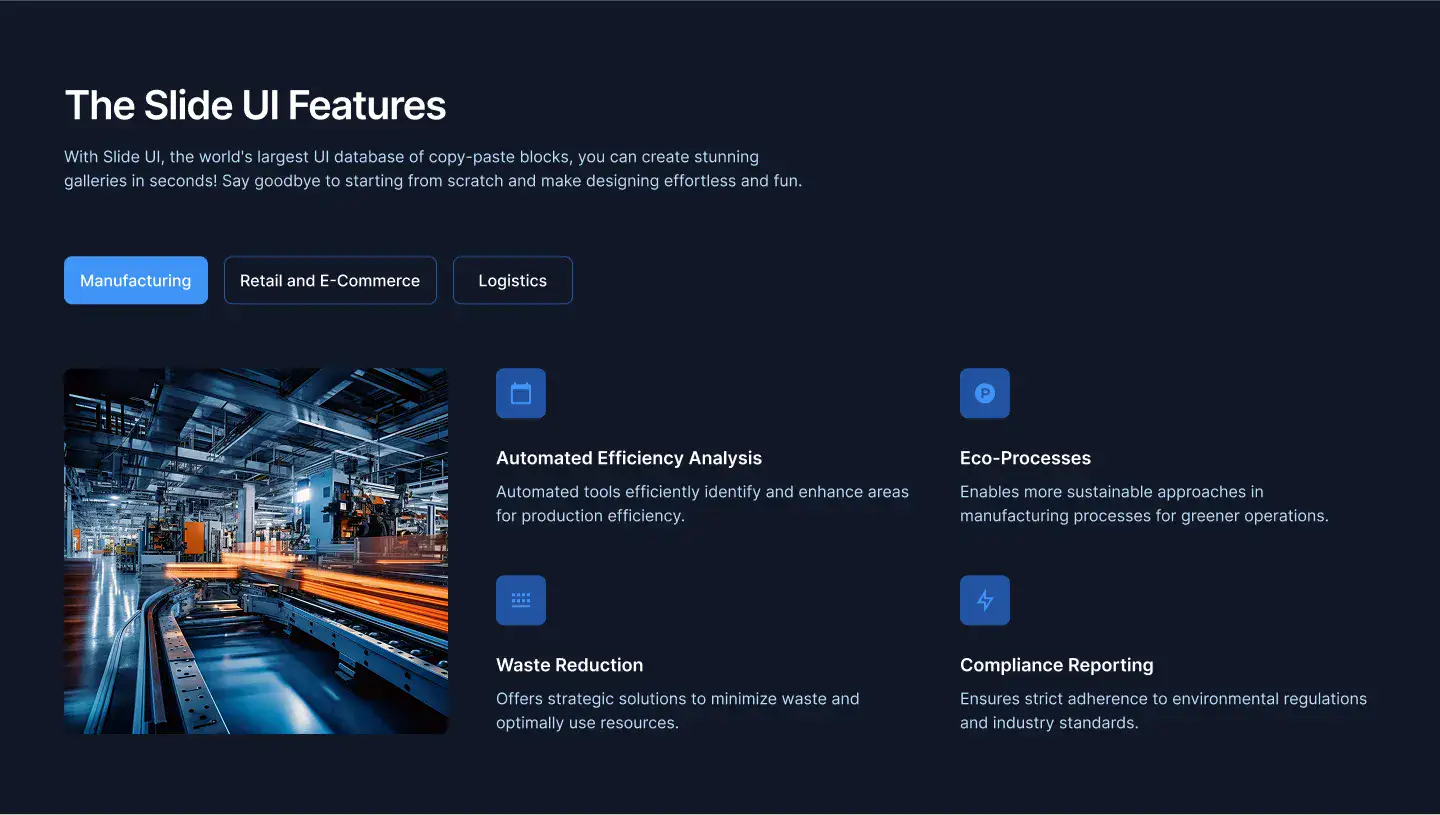 The Slide UI Features
With Slide UI, the world's largest UI database of copy-paste blocks, you can create stunning
galleries in seconds! Say goodbye to starting from scratch and make designing effortless and fun.
Manufacturing
Retail and E-Commerce
Logistics
Automated Efficiency Analysis
Automated tools efficiently identify and enhance areas
for production efficiency.
P
Eco-Processes
Enables more sustainable approaches in
manufacturing processes for greener operations.
Waste Reduction
Offers strategic solutions to minimize waste and
optimally use resources.
Compliance Reporting
Ensures strict adherence to environmental regulations
and industry standards.